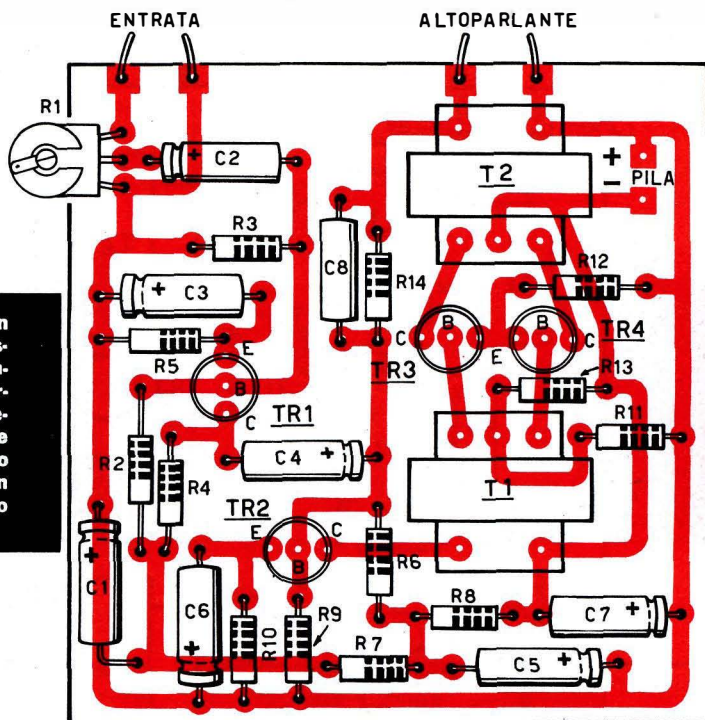 ENTRATA
ALTOPARLANTE
R1
+
C2
T2
+
- PILA
R3
C8
R14
R12
+ C3
R5
E
C B E B C
TR4
TR3
R13
B
C
TR1
R11
R2
R4
C4 +
T1
TR2
E B C
R6
+
C1
C6
+
R10
R9
R8
C7 +
R7
C5 +
n
s-
n-
r-
e-
e
o
n
o